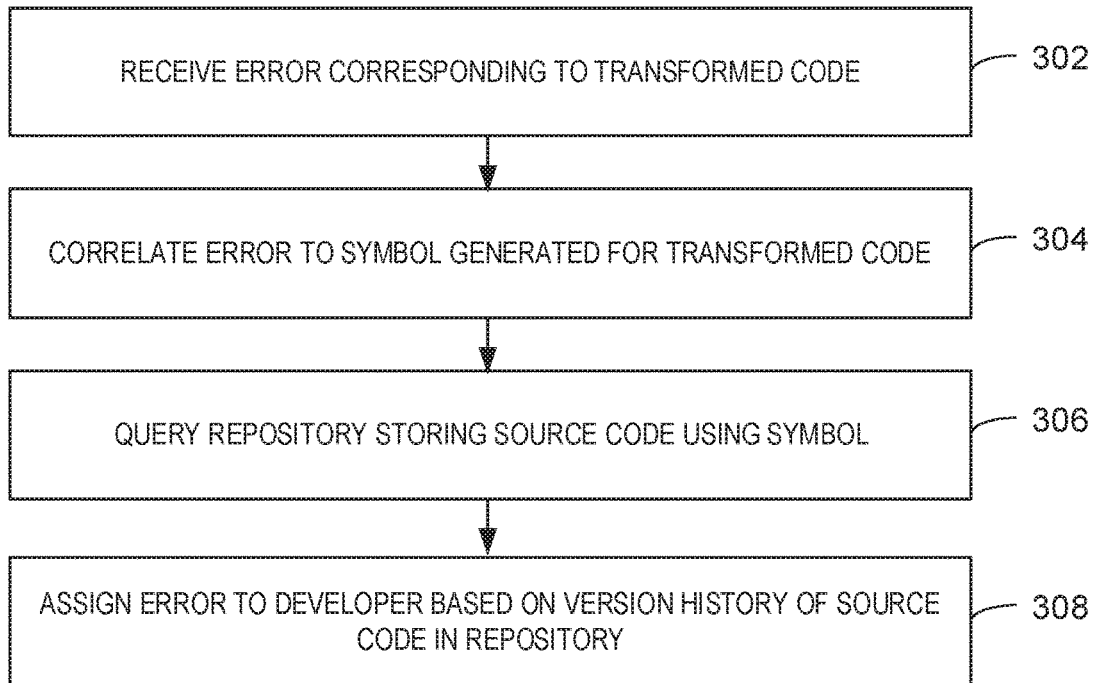 RECEIVE ERROR CORRESPONDING TO TRANSFORMED CODE
302
CORRELATE ERROR TO SYMBOL GENERATED FOR TRANSFORMED CODE
304
QUERY REPOSITORY STORING SOURCE CODE USING SYMBOL
306
ASSIGN ERROR TO DEVELOPER BASED ON VERSION HISTORY OF SOURCE
CODE IN REPOSITORY
308